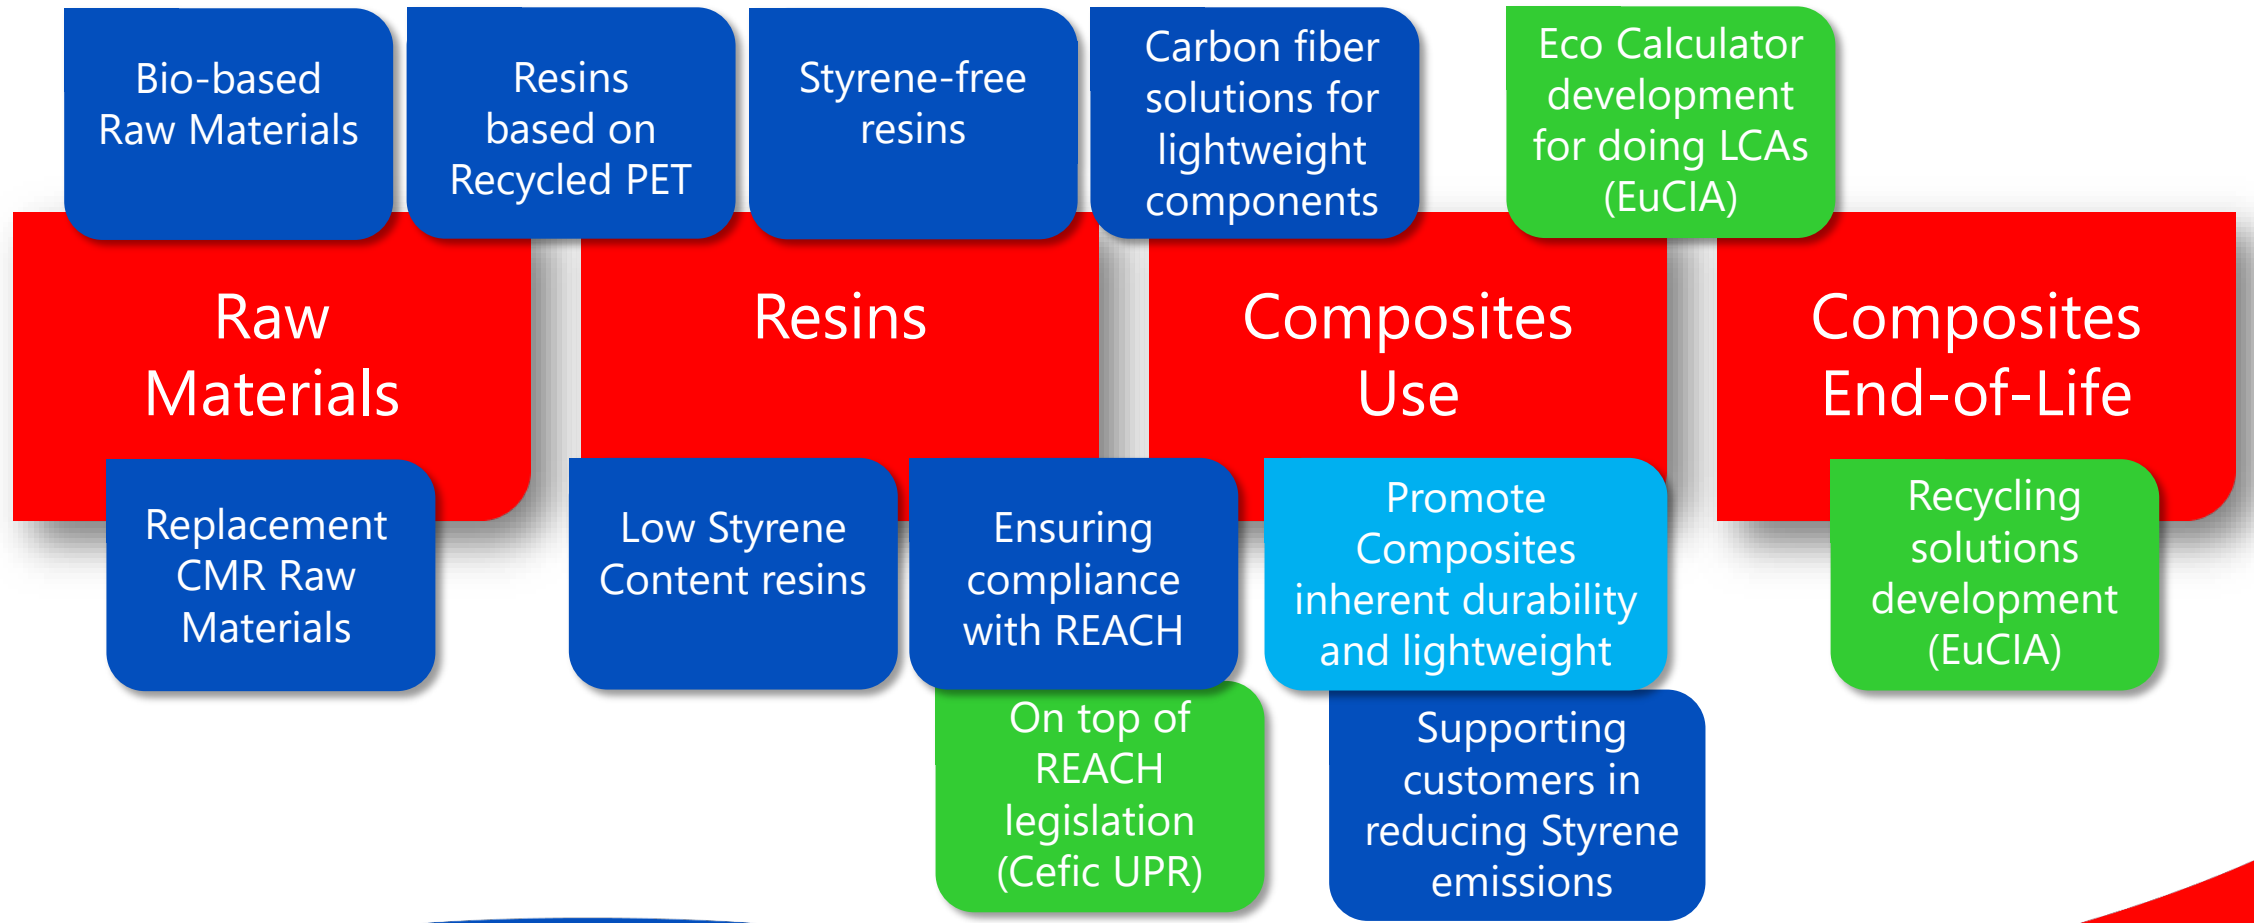 Bio-based
Raw Materials
Resins
based on
Recycled PET
Styrene-free
resins
Carbon fiber
solutions for
lightweight
components
Eco Calculator
development
for doing LCAs
(EuCIA)
Raw
Materials
Resins
Composites
Use
Composites
End-of-Life
Replacement
CMR Raw
Materials
Low Styrene
Content resins
Ensuring
compliance
with REACH
Promote
Composites
inherent durability
and lightweight
Recycling
solutions
development
(EuCIA)
On top of
REACH
legislation
(Cefic UPR)
Supporting
customers in
reducing Styrene
emissions